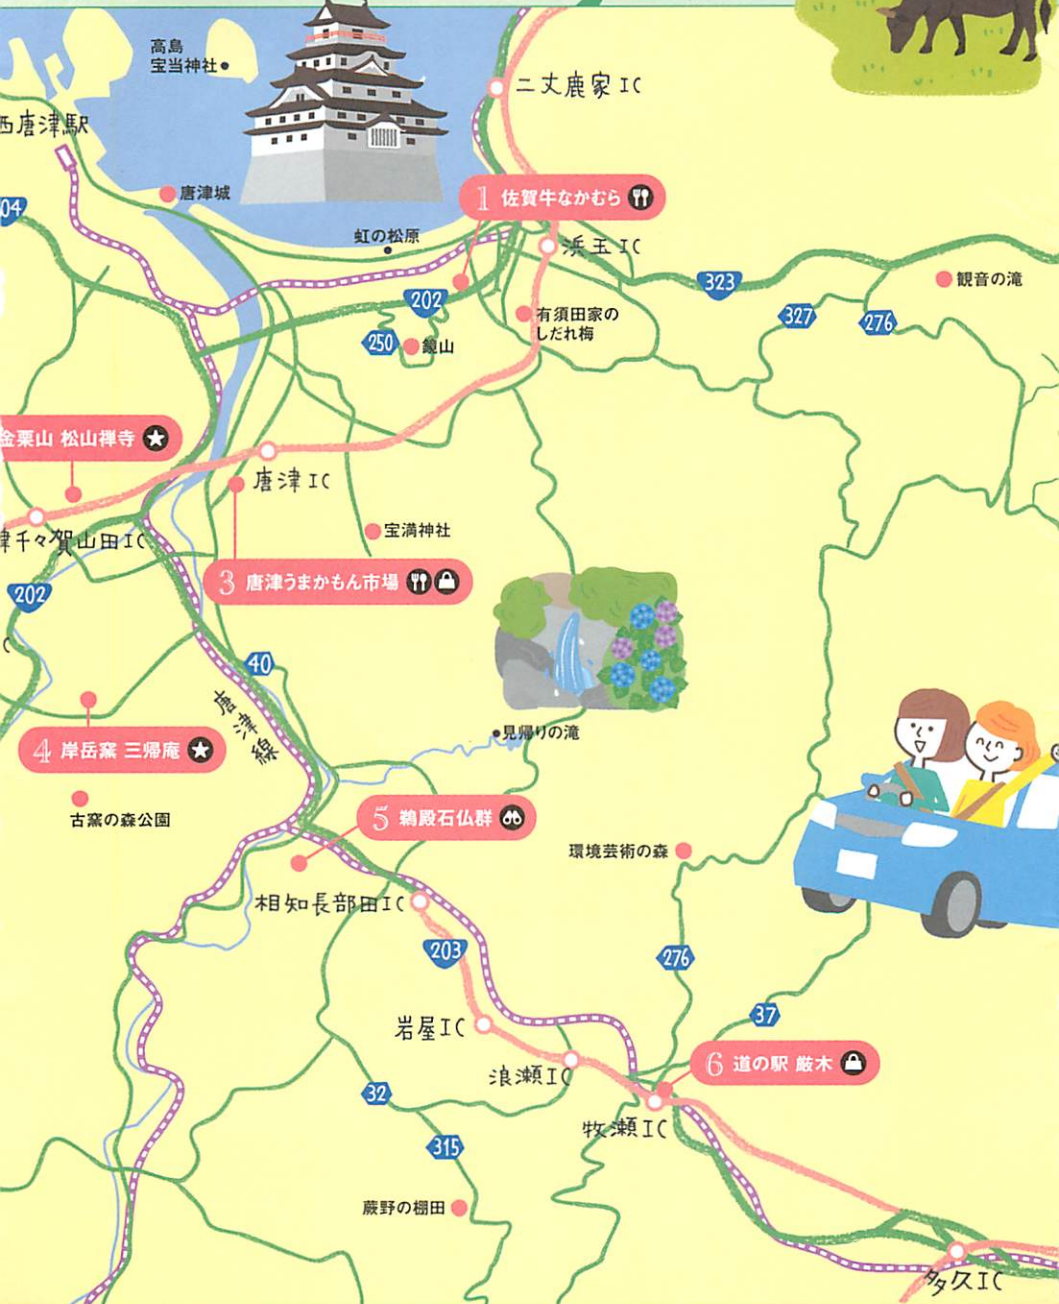 高島
宝当神社
二丈鹿家IC
西唐津駅
唐津城
04
1 佐賀牛なかむら
虹の松原
浜玉IC
323
観音の滝
202
有須田家の
しだれ梅
327
276
250
鏡山
金栗山 松山禅寺
唐津IC
宝満神社
津千々賀山田IC
3 唐津うまかもん市場
202
C
40
唐津線
見帰りの滝
4 岸岳窯 三帰庵
古窯の森公園
5 鵜殿石仏群
環境芸術の森
相知長部田IC
203
276
37
岩屋IC
6 道の駅 厳木
浪瀬IC
32
牧瀬IC
315
蕨野の棚田
多久IC